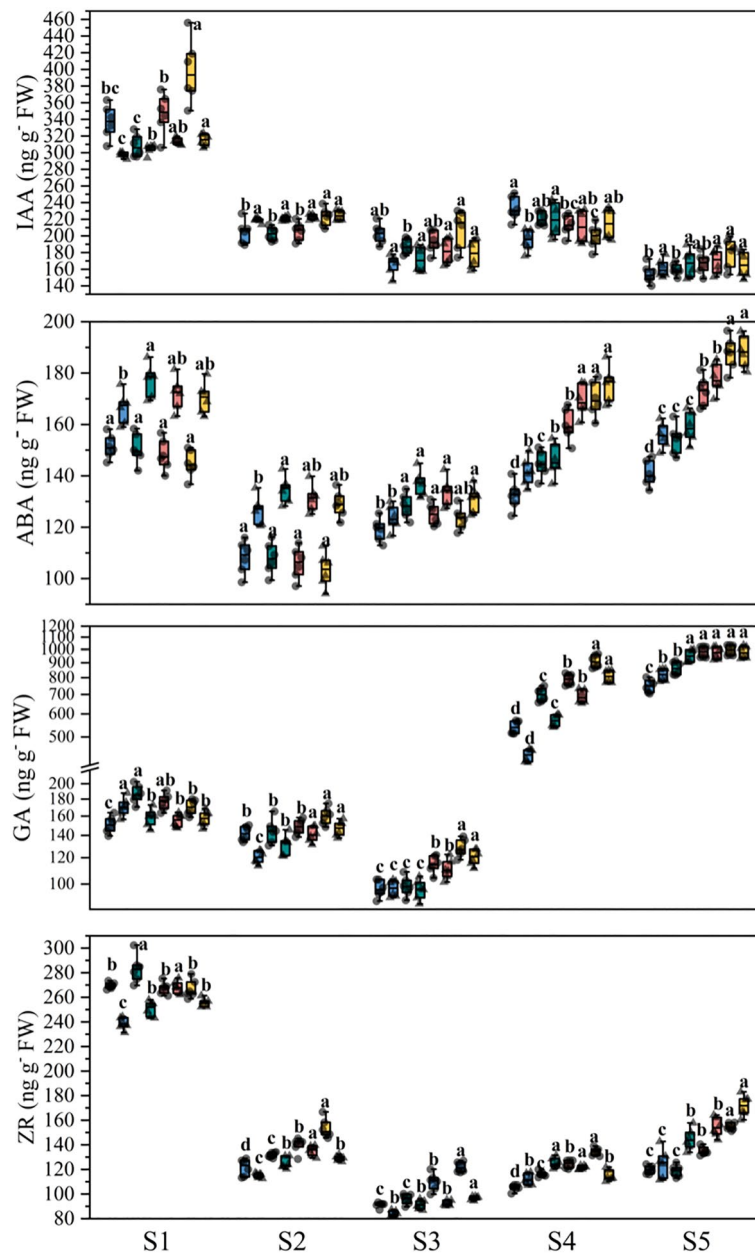 IAA (ng g⁻ FW)
460
440
420
400
380
360
340
320
300
280
260
240
220
200
180
160
140
bc c c b b ab a a
b a b a b a a a
ab a b a ab a a a
a b ab a bc ab c ab
c a b a ab a a a
ABA (ng g⁻ FW)
200
180
160
140
120
100
a b a a a ab a ab
a b a a a ab a ab
b b a a a a ab a
d b c b b a a a
d c c c b b a a
GA (ng g⁻ FW)
1200
1100
1000
900
800
700
600
500
200
180
160
140
120
100
c a a b ab b b b
b c b b b a a a
c c c c b b a a
d d c c b b a a
c b b a a a a a
ZR (ng g⁻ FW)
300
280
260
240
220
200
180
160
140
120
100
80
b c a b b a b b
d c c b b a a b
c b c b b b a a
d b c a b a a b
c c c b b b a a
S1 S2 S3 S4 S5